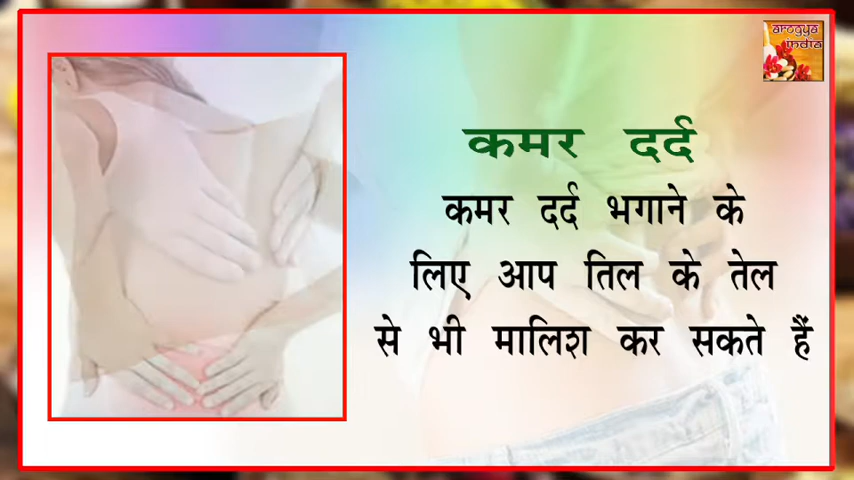 arogya
india
कमर दर्द
कमर दर्द भगाने के
लिए आप तिल के तेल
से भी मालिश कर सकते हैं